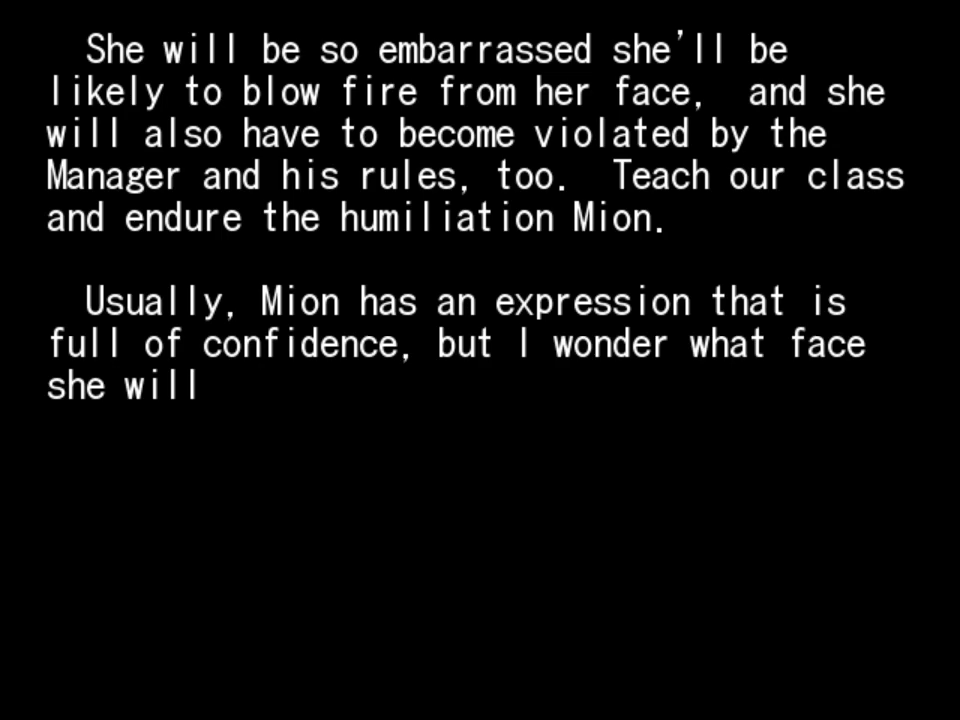 She will be so embarrassed she'll be
likely to blow fire from her face,  and she
will also have to become violated by the
Manager and his rules, too.  Teach our class
and endure the humiliation Mion.
Usually, Mion has an expression that is
full of confidence, but I wonder what face
she will